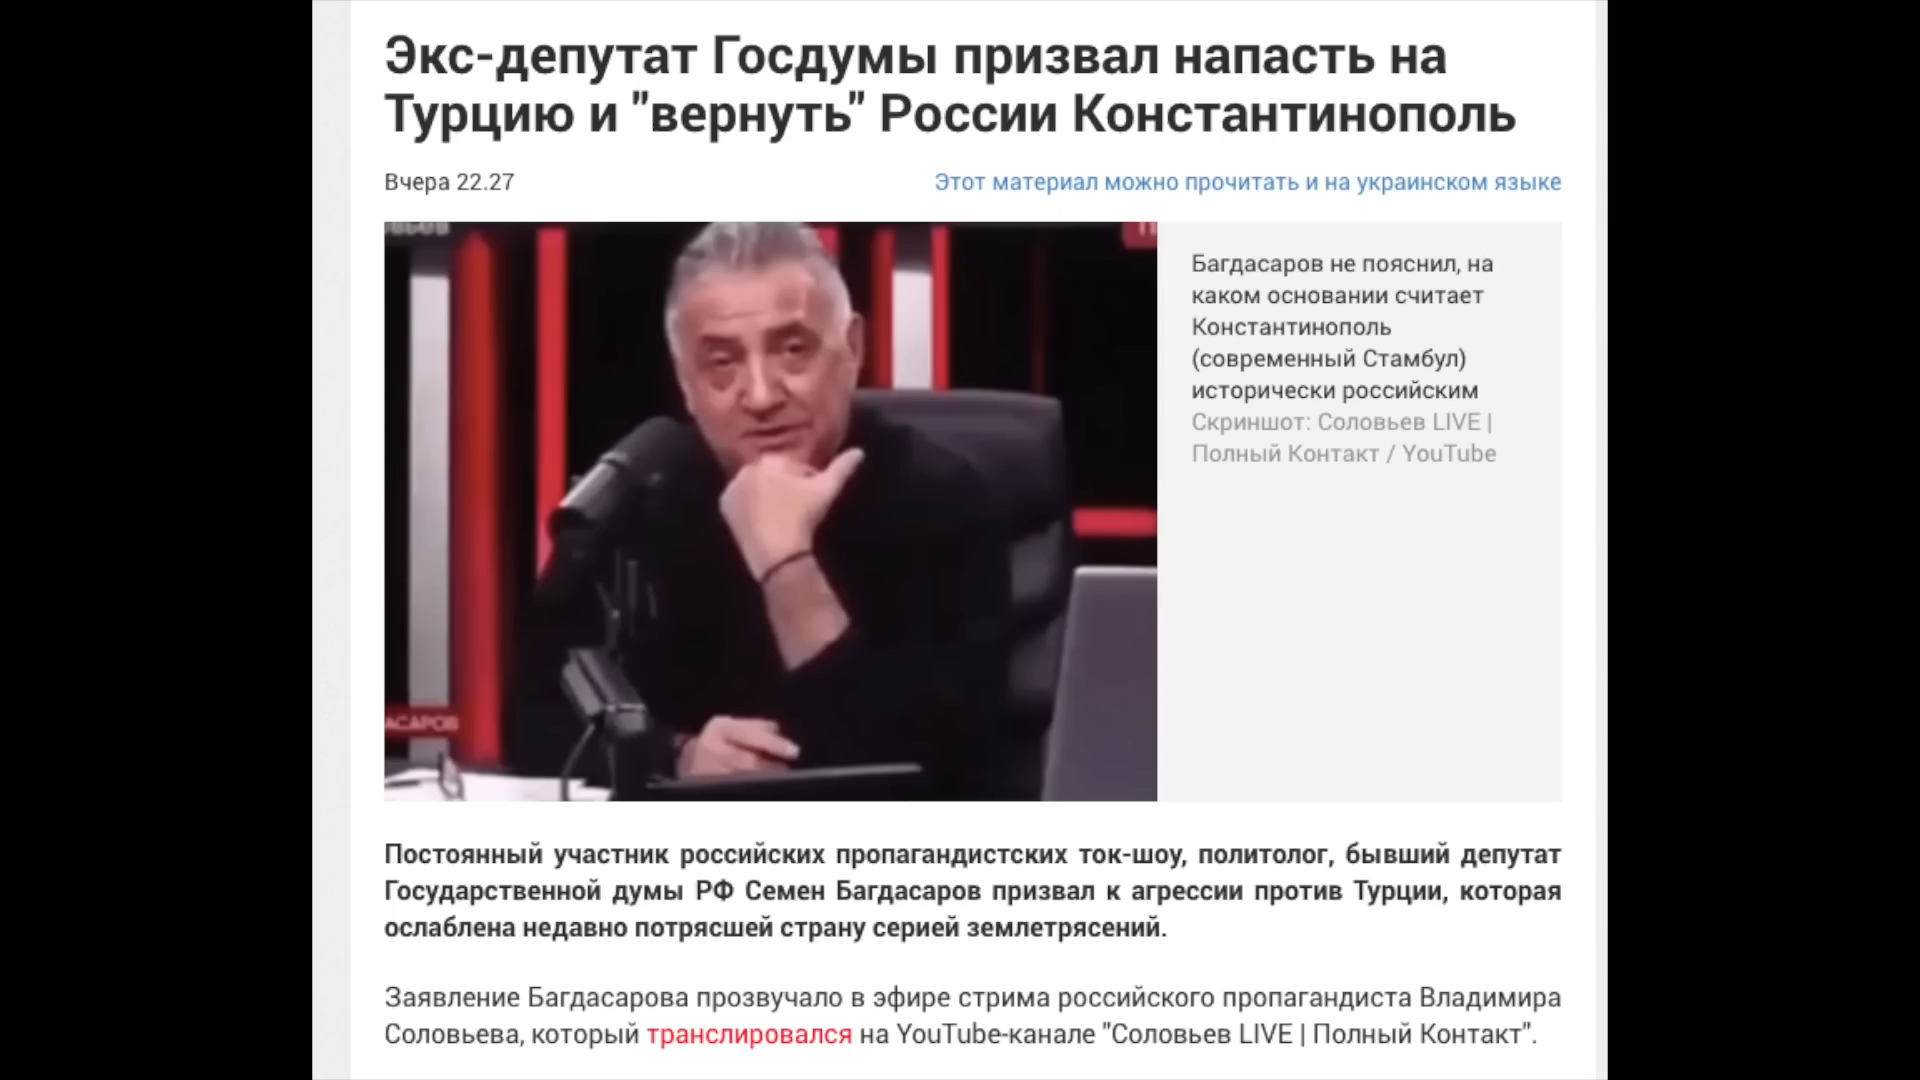 Экс-депутат Госдумы призвал напасть на
Турцию и "вернуть" России Константинополь
Вчера 22.27
Этот материал можно прочитать и на украинском языке
Багдасаров не пояснил, на
каком основании считает
Константинополь
(современный Стамбул)
исторически российским
Скриншот: Соловьев LIVE |
Полный Контакт / YouTube
АСАРОВ
Постоянный участник российских пропагандистских ток-шоу, политолог, бывший депутат
Государственной думы РФ Семен Багдасаров призвал к агрессии против Турции, которая
ослаблена недавно потрясшей страну серией землетрясений.
Заявление Багдасарова прозвучало в эфире стрима российского пропагандиста Владимира
Соловьева, который транслировался на YouTube-канале "Соловьев LIVE | Полный Контакт".